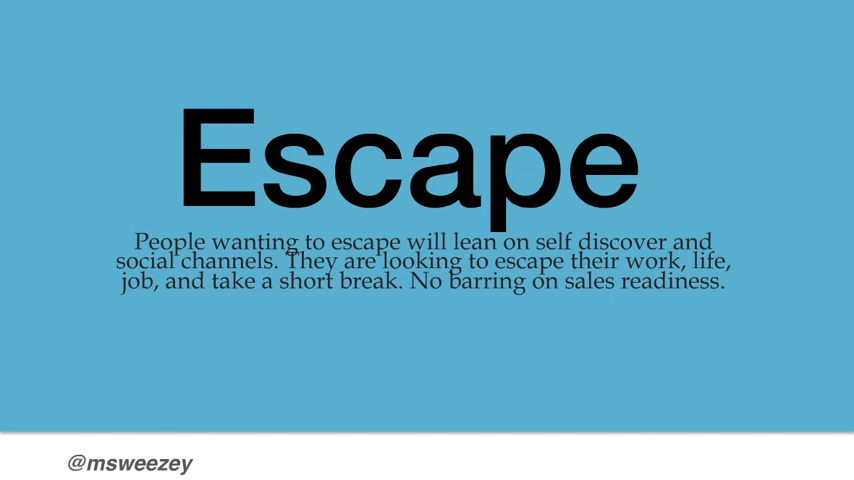 Escape
People wanting to escape will lean on self discover and
social channels. They are looking to escape their work, life,
job, and take a short break. No barring on sales readiness.
@msweezey